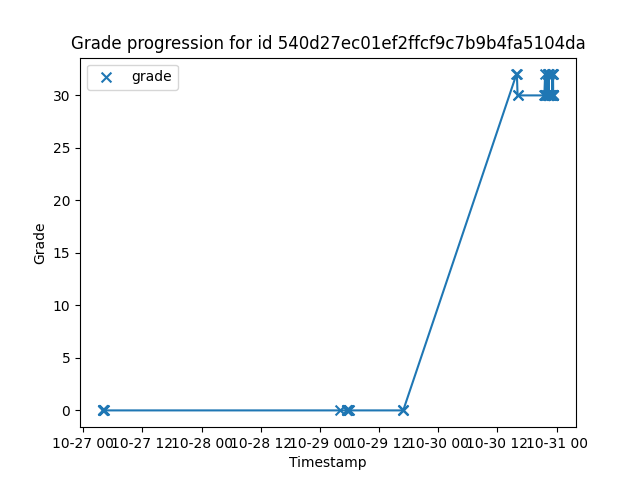 Grade progression for id 540d27ec01ef2ffcf9c7b9b4fa5104da
grade
30
25
20
15
10
5
0
Grade
10-27 00 10-27 12 10-28 00 10-28 12 10-29 00 10-29 12 10-30 00 10-30 12 10-31 00
Timestamp